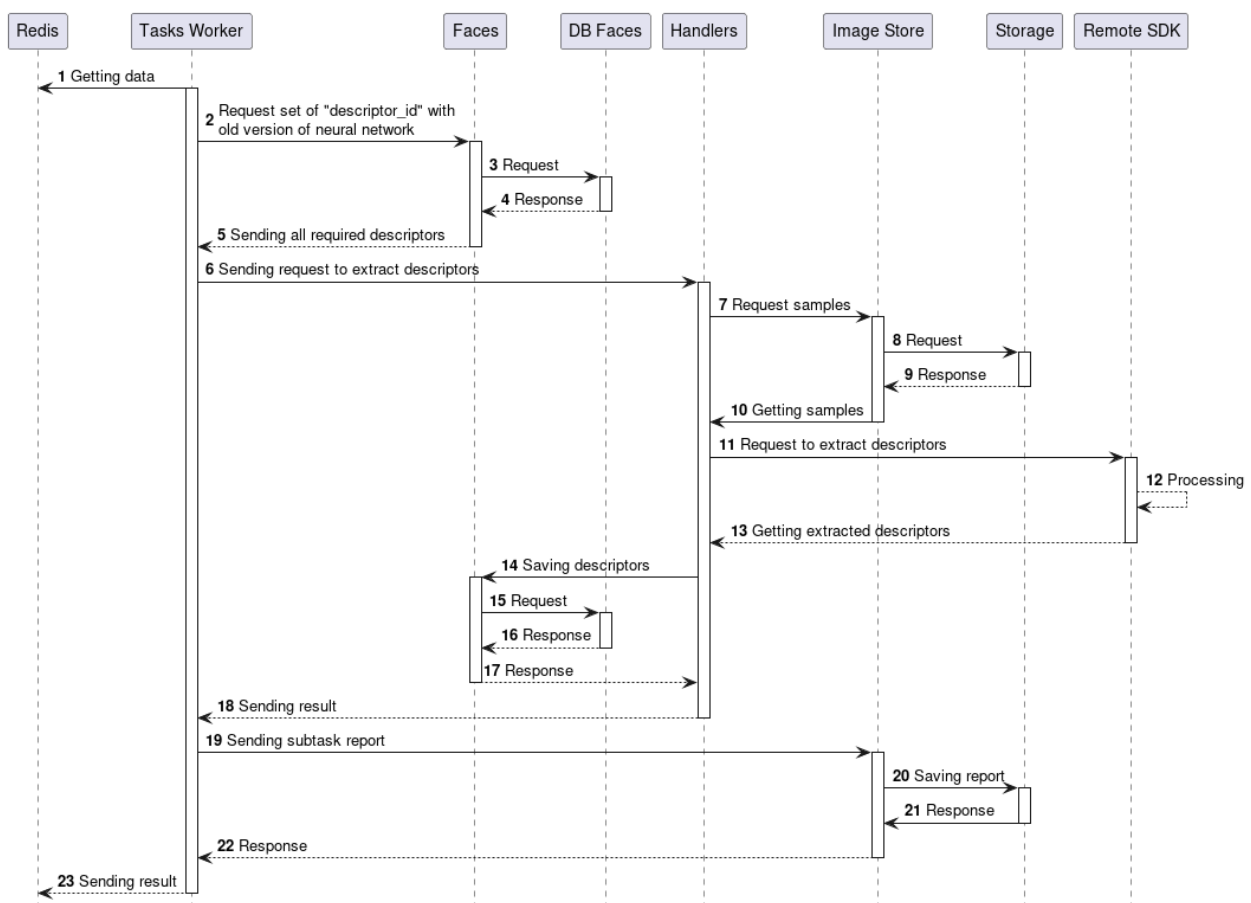 Redis
Tasks Worker
Faces
DB Faces
Handlers
Image Store
Storage
Remote SDK
1 Getting data
2 Request set of "descriptor_id" with
old version of neural network
3 Request
4 Response
5 Sending all required descriptors
6 Sending request to extract descriptors
7 Request samples
8 Request
9 Response
10 Getting samples
11 Request to extract descriptors
12 Processing
13 Getting extracted descriptors
14 Saving descriptors
15 Request
16 Response
17 Response
18 Sending result
19 Sending subtask report
20 Saving report
21 Response
22 Response
23 Sending result